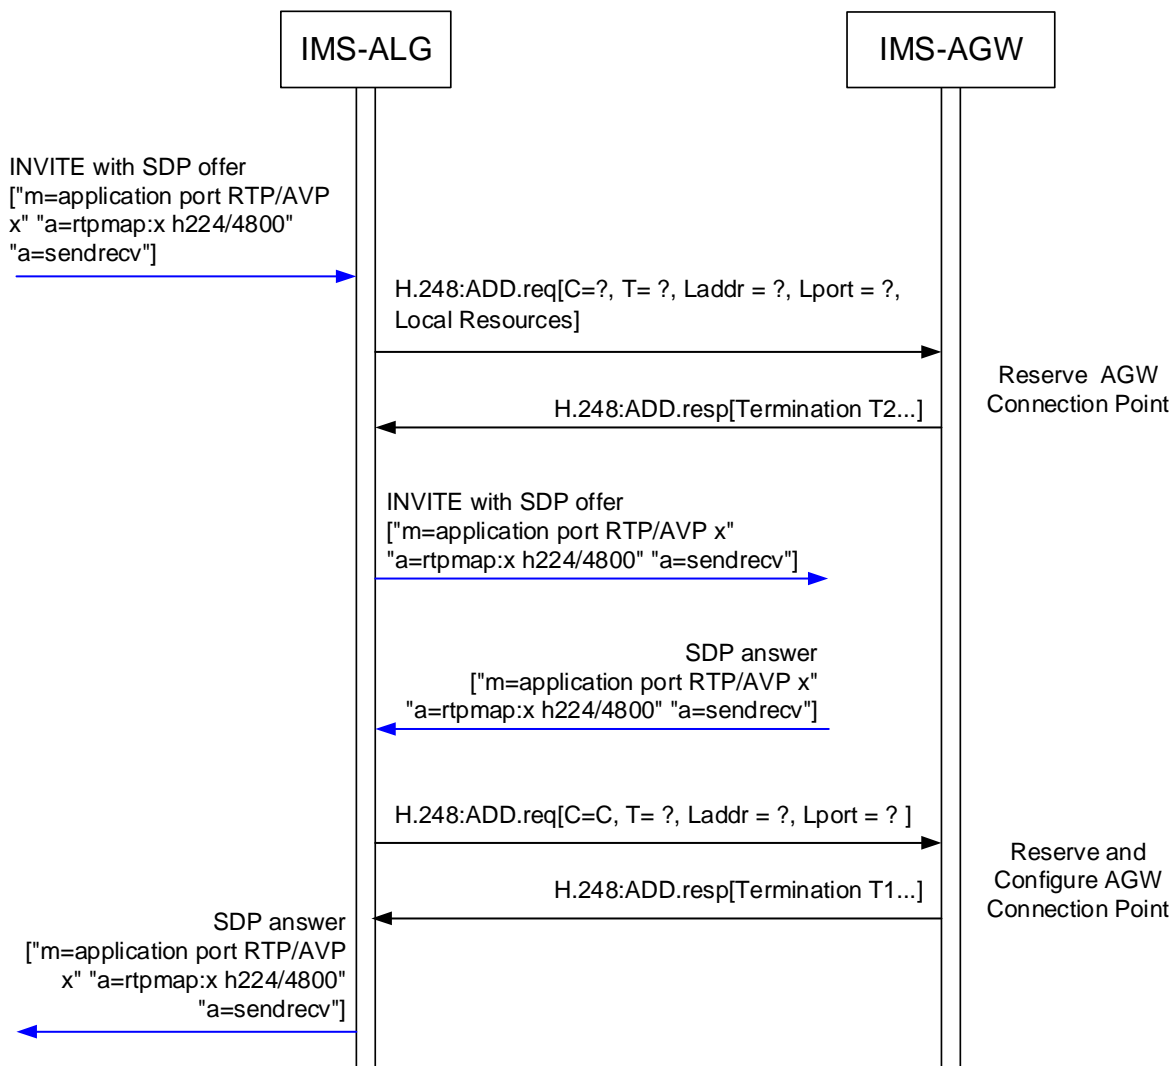 IMS-ALG
IMS-AGW
INVITE with SDP offer
["m=application port RTP/AVP
x" "a=rtpmap:x h224/4800"
"a=sendrecv"]
H.248:ADD.req[C=?, T= ?, Laddr = ?, Lport = ?,
Local Resources]
Reserve  AGW
Connection Point
H.248:ADD.resp[Termination T2...]
INVITE with SDP offer
["m=application port RTP/AVP x"
"a=rtpmap:x h224/4800" "a=sendrecv"]
SDP answer
["m=application port RTP/AVP x"
"a=rtpmap:x h224/4800" "a=sendrecv"]
H.248:ADD.req[C=C, T= ?, Laddr = ?, Lport = ? ]
Reserve and
Configure AGW
Connection Point
H.248:ADD.resp[Termination T1...]
SDP answer
["m=application port RTP/AVP
x" "a=rtpmap:x h224/4800"
"a=sendrecv"]